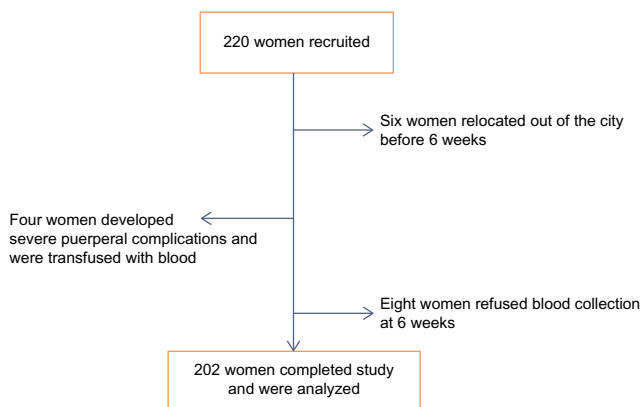 220 women recruited
Six women relocated out of the city
before 6 weeks
Four women developed
severe puerperal complications and
were transfused with blood
Eight women refused blood collection
at 6 weeks
202 women completed study
and were analyzed